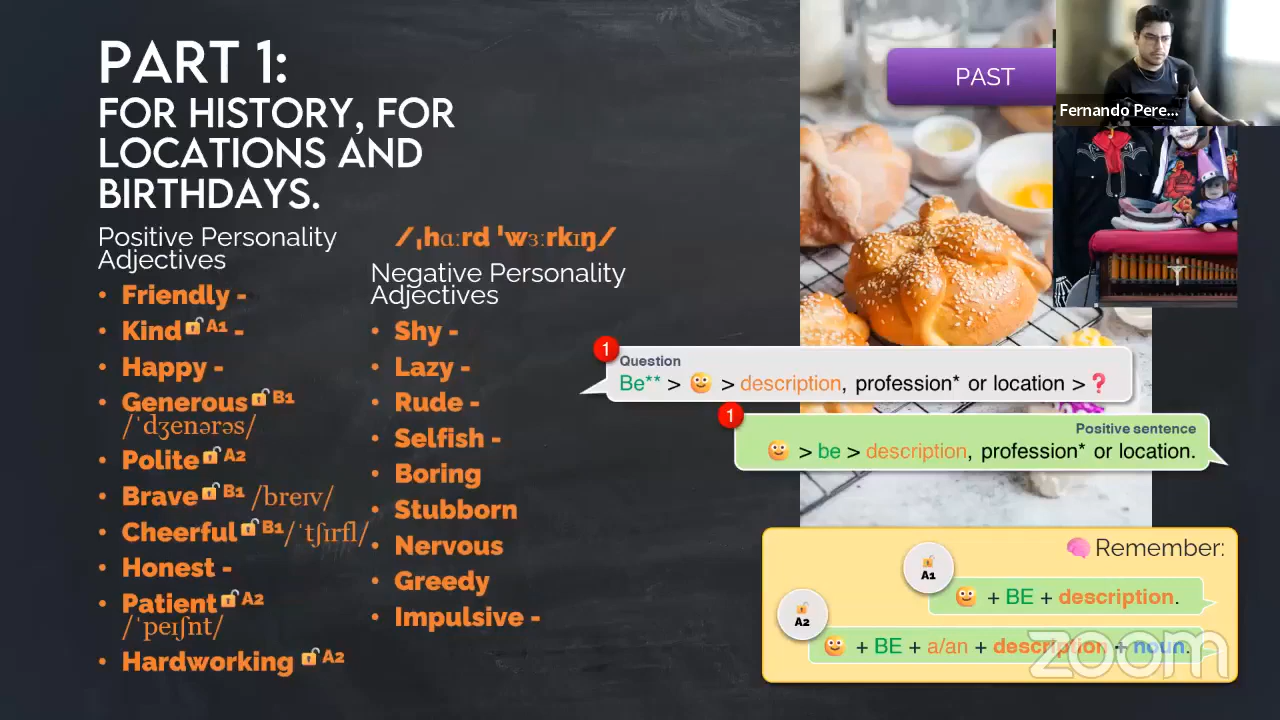 PART 1:
FOR HISTORY, FOR
LOCATIONS AND
BIRTHDAYS.
Positive Personality
Adjectives
• Friendly -
• Kind A1 -
• Happy -
• Generous B1
/ˈdʒenərəs/
• Polite A2
• Brave B1 /breɪv/
• Cheerful B1/ˈtʃɪrfl/
• Honest -
• Patient A2
/ˈpeɪʃnt/
• Hardworking A2
/ˌhɑːrd ˈwɜːrkɪŋ/
Negative Personality
Adjectives
• Shy -
• Lazy -
• Rude -
• Selfish -
• Boring
• Stubborn
• Nervous
• Greedy
• Impulsive -
PAST
Fernando Pere...
1
Question
Be** > 😀 > description, profession* or location > ❓
1
Positive sentence
😀 > be > description, profession* or location.
🧠 Remember:
A1
😀 + BE + description.
A2
😀 + BE + a/an + description + noun.
zoom